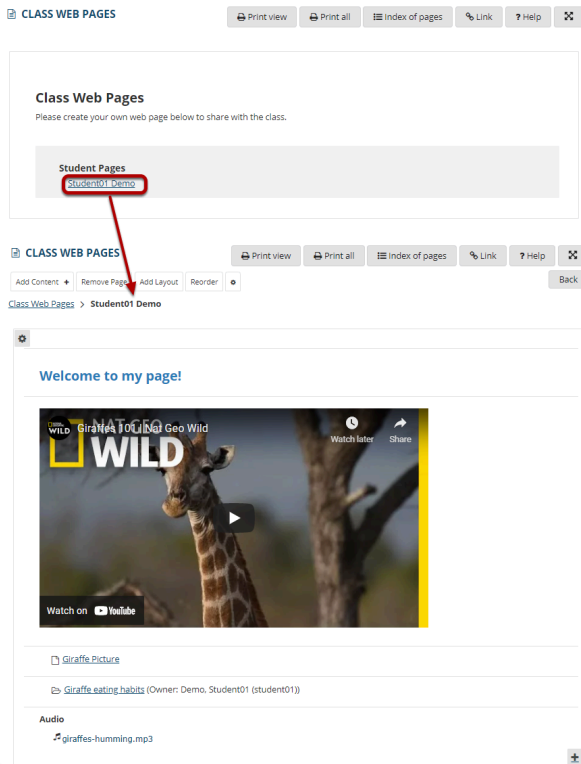 CLASS WEB PAGES
Print view
Print all
Index of pages
Link
? Help
Class Web Pages
Please create your own web page below to share with the class.
Student Pages
Student01 Demo
CLASS WEB PAGES
Print view
Print all
Index of pages
Link
? Help
Add Content +
Remove Page
Add Layout
Reorder
Back
Class Web Pages > Student01 Demo
Welcome to my page!
WILD
Giraffes 101 | Nat Geo Wild
NAT GEO
WILD
Watch later
Share
Watch on YouTube
Giraffe Picture
Giraffe eating habits (Owner: Demo, Student01 (student01))
Audio
giraffes-humming.mp3